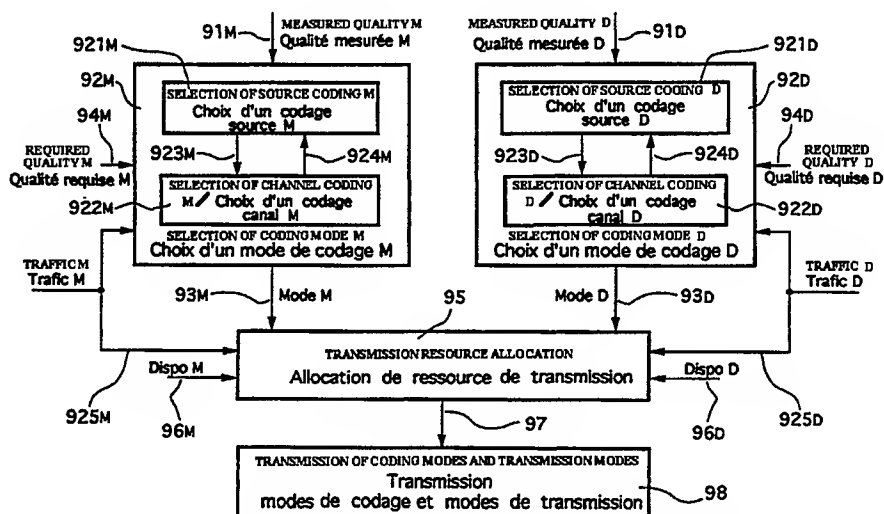 MEASURED QUALITY M
Qualité mesurée M
91M
921M
92M
94M
SELECTION OF SOURCE CODING M
Choix d'un codage
source M
REQUIRED
QUALITY M
Qualité requise M
923M
924M
SELECTION OF CHANNEL CODING
M / Choix d'un codage
canal M
922M
SELECTION OF CODING MODE M
Choix d'un mode de codage M
TRAFFIC M
Trafic M
93M
Mode M
MEASURED QUALITY D
Qualité mesurée D
91D
921D
92D
94D
SELECTION OF SOURCE CODING D
Choix d'un codage
source D
REQUIRED
QUALITY D
Qualité requise D
923D
924D
SELECTION OF CHANNEL CODING
D / Choix d'un codage
canal D
922D
SELECTION OF CODING MODE D
Choix d'un mode de codage D
TRAFFIC D
Trafic D
Mode D
93D
95
TRANSMISSION RESOURCE ALLOCATION
Allocation de ressource de transmission
Dispo M
925M
96M
Dispo D
96D
925D
97
TRANSMISSION OF CODING MODES AND TRANSMISSION MODES
Transmission
modes de codage et modes de transmission
98